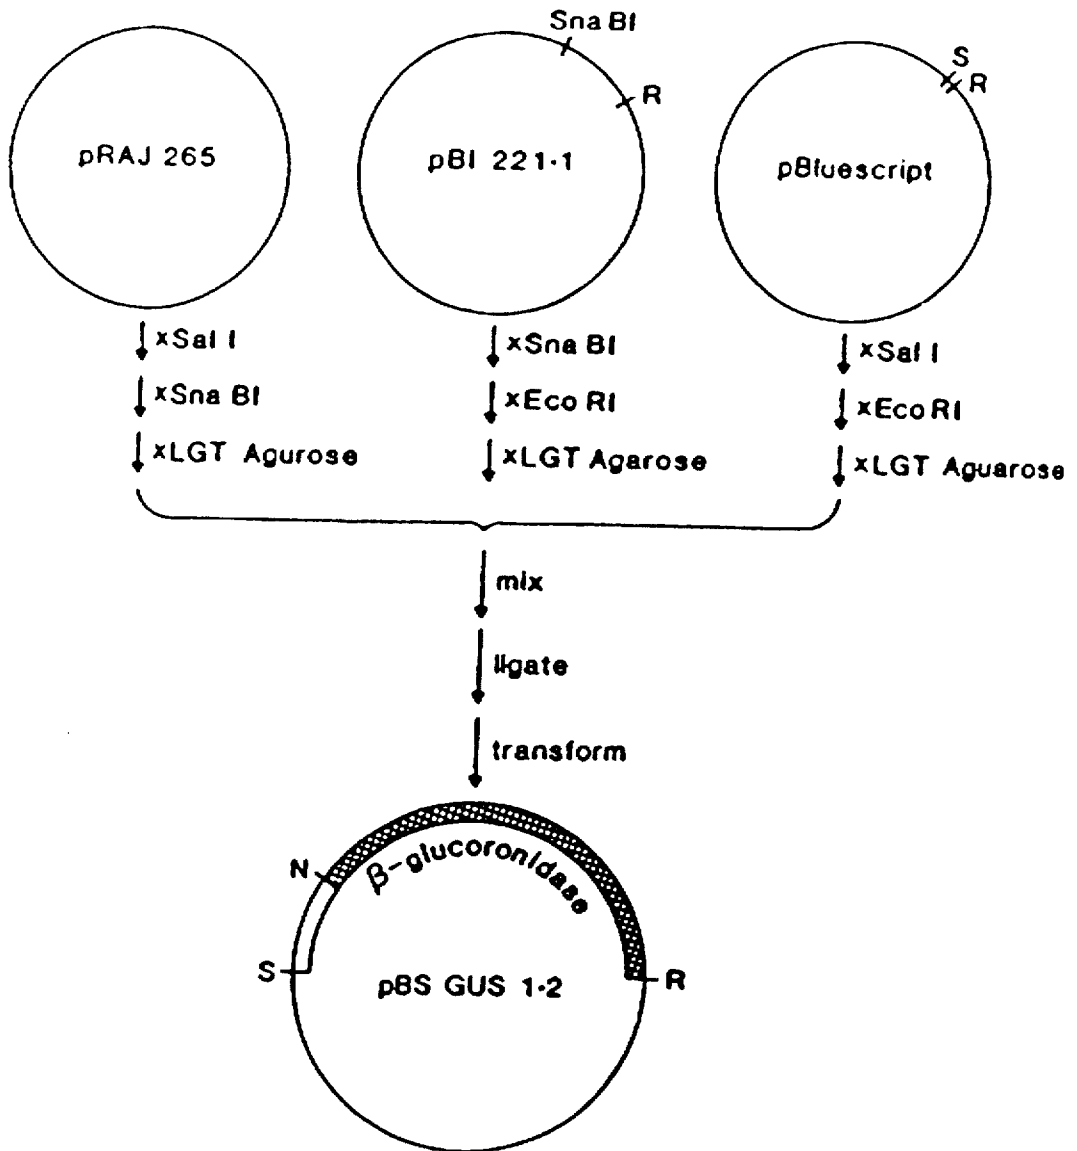 Sna BI
S
R
R
pRAJ 265
pBI 221·1
pBluescript
xSal I
xSna BI
xSal I
xSna BI
xEco RI
xEco RI
xLGT Agurose
xLGT Agarose
xLGT Aguarose
mix
ligate
transform
N
β-glucoronidase
S
R
pBS GUS 1·2